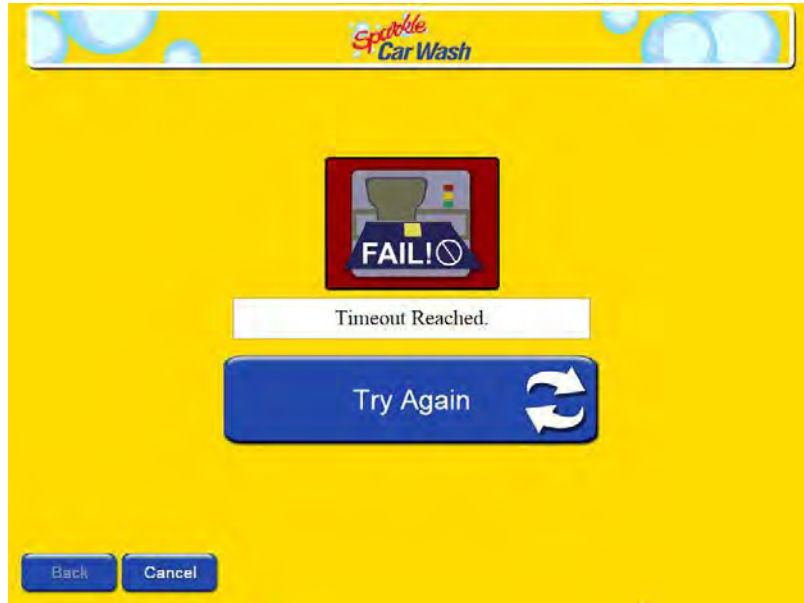 Sparkle
Car Wash
FAIL!
Timeout Reached.
Try Again
Back
Cancel